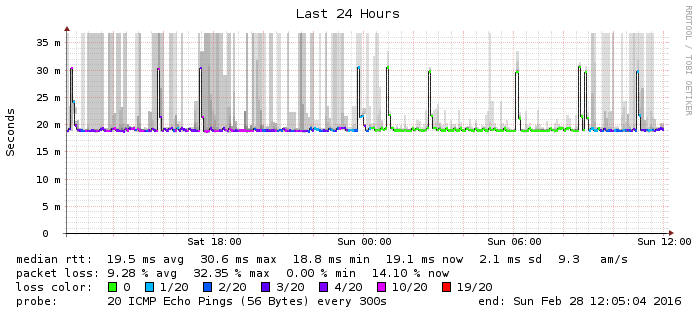 Last 24 Hours
RRDTOOL / TOBI OETIKER
Seconds
35 m
30 m
25 m
20 m
15 m
10 m
5 m
0
Sat 18:00 Sun 00:00 Sun 06:00 Sun 12:00
median rtt: 19.5 ms avg 30.6 ms max 18.8 ms min 19.1 ms now 2.1 ms sd 9.3 am/s
packet loss: 9.28 % avg 32.35 % max 0.00 % min 14.10 % now
loss color: 0 1/20 2/20 3/20 4/20 10/20 19/20
probe: 20 ICMP Echo Pings (56 Bytes) every 300s end: Sun Feb 28 12:05:04 2016